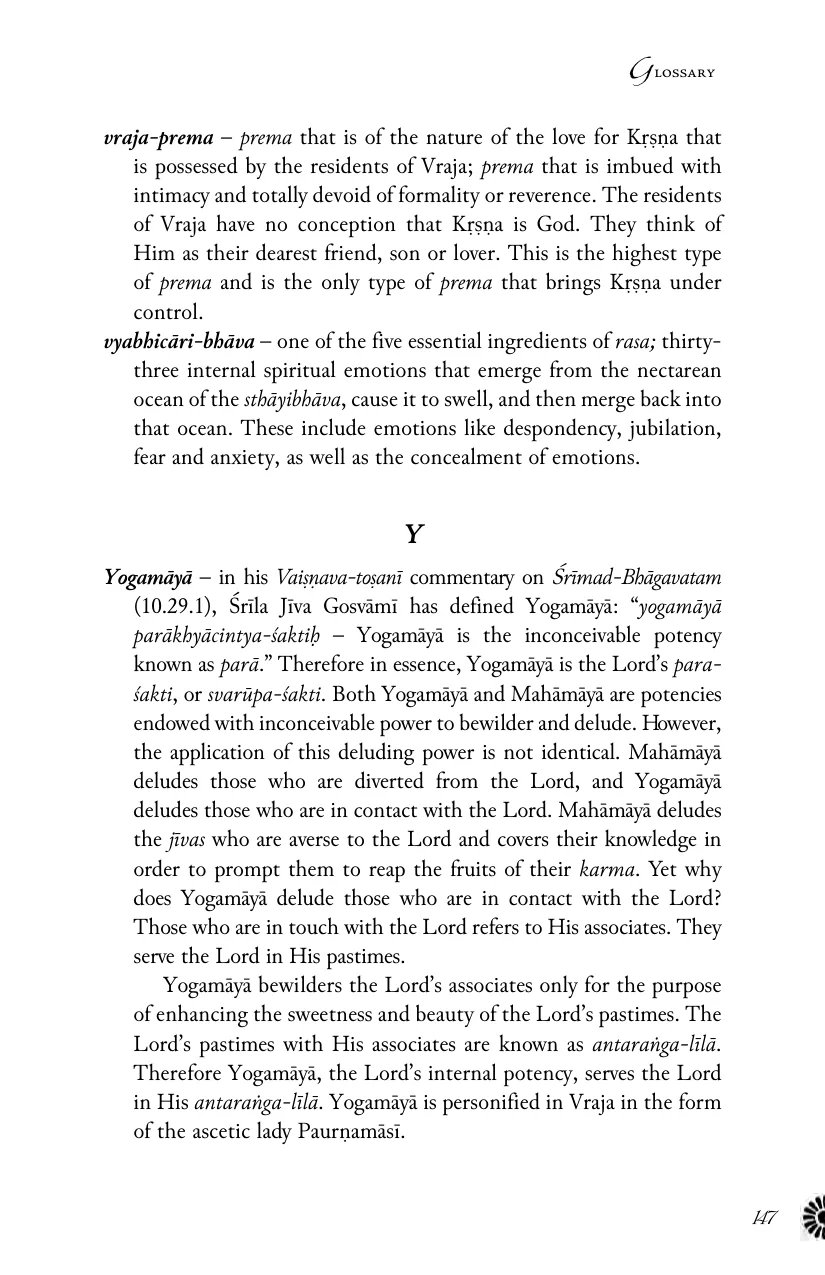 Glossary
vraja-prema – prema that is of the nature of the love for Kṛṣṇa that
is possessed by the residents of Vraja; prema that is imbued with
intimacy and totally devoid of formality or reverence. The residents
of Vraja have no conception that Kṛṣṇa is God. They think of
Him as their dearest friend, son or lover. This is the highest type
of prema and is the only type of prema that brings Kṛṣṇa under
control.
vyabhicāri-bhāva – one of the five essential ingredients of rasa; thirty-
three internal spiritual emotions that emerge from the nectarean
ocean of the sthāyibhāva, cause it to swell, and then merge back into
that ocean. These include emotions like despondency, jubilation,
fear and anxiety, as well as the concealment of emotions.
Y
Yogamāyā – in his Vaiṣṇava-toṣanī commentary on Śrīmad-Bhāgavatam
(10.29.1), Śrīla Jīva Gosvāmī has defined Yogamāyā: “yogamāyā
parākhyācintya-śaktiḥ – Yogamāyā is the inconceivable potency
known as parā.” Therefore in essence, Yogamāyā is the Lord’s para-
śakti, or svarūpa-śakti. Both Yogamāyā and Mahāmāyā are potencies
endowed with inconceivable power to bewilder and delude. However,
the application of this deluding power is not identical. Mahāmāyā
deludes those who are diverted from the Lord, and Yogamāyā
deludes those who are in contact with the Lord. Mahāmāyā deludes
the jīvas who are averse to the Lord and covers their knowledge in
order to prompt them to reap the fruits of their karma. Yet why
does Yogamāyā delude those who are in contact with the Lord?
Those who are in touch with the Lord refers to His associates. They
serve the Lord in His pastimes.
Yogamāyā bewilders the Lord’s associates only for the purpose
of enhancing the sweetness and beauty of the Lord’s pastimes. The
Lord’s pastimes with His associates are known as antaraṅga-līlā.
Therefore Yogamāyā, the Lord’s internal potency, serves the Lord
in His antaraṅga-līlā. Yogamāyā is personified in Vraja in the form
of the ascetic lady Paurṇamāsī.
147